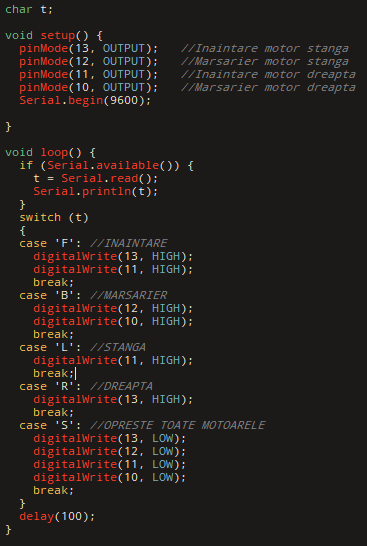 char t;
void setup() {
pinMode(13, OUTPUT); //Inaintare motor stanga
pinMode(12, OUTPUT); //Marsarier motor stanga
pinMode(11, OUTPUT); //Inaintare motor dreapta
pinMode(10, OUTPUT); //Marsarier motor dreapta
Serial.begin(9600);
}
void loop() {
if (Serial.available()) {
t = Serial.read();
Serial.println(t);
}
switch (t)
{
case 'F': //INAINTARE
digitalWrite(13, HIGH);
digitalWrite(11, HIGH);
break;
case 'B': //MARSARIER
digitalWrite(12, HIGH);
digitalWrite(10, HIGH);
break;
case 'L': //STANGA
digitalWrite(11, HIGH);
break;
case 'R': //DREAPTA
digitalWrite(13, HIGH);
break;
case 'S': //OPRESTE TOATE MOTOARELE
digitalWrite(13, LOW);
digitalWrite(12, LOW);
digitalWrite(11, LOW);
digitalWrite(10, LOW);
break;
}
delay(100);
}